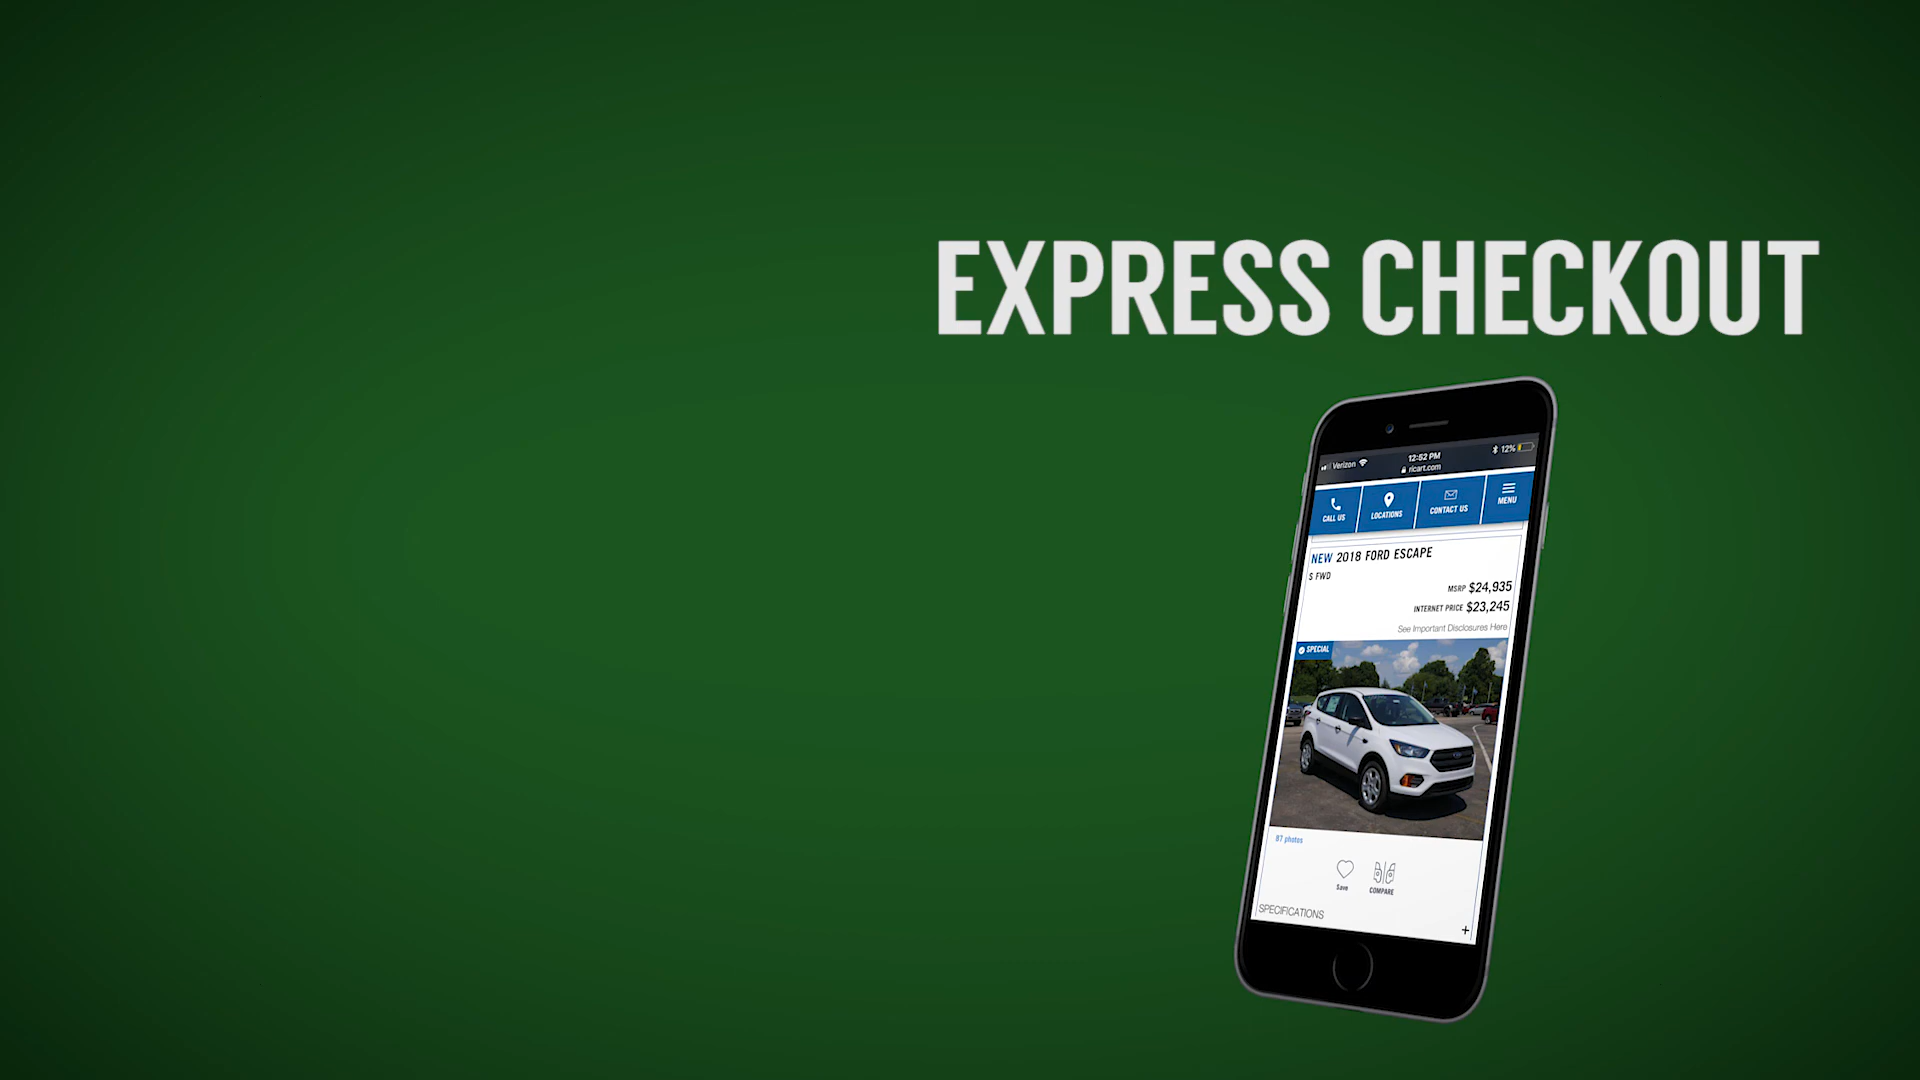 EXPRESS CHECKOUT
Verizon 12:52 PM 12%
ricart.com
CALL US LOCATIONS CONTACT US MENU
NEW 2018 FORD ESCAPE
S FWD
MSRP $24,935
INTERNET PRICE $23,245
See Important Disclosures Here
SPECIAL
87 photos
Save COMPARE
SPECIFICATIONS +